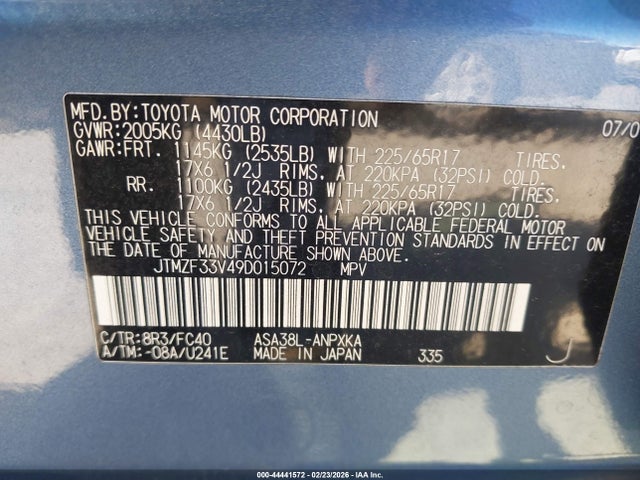 MFD.BY:TOYOTA MOTOR CORPORATION 07/0
GVWR:2005KG (4430LB)
GAWR:FRT. 1145KG (2535LB) WITH 225/65R17 TIRES.
17X6 1/2J RIMS. AT 220KPA (32PSI) COLD.
RR. 1100KG (2435LB) WITH 225/65R17 TIRES.
17X6 1/2J RIMS. AT 220KPA (32PSI) COLD.
THIS VEHICLE CONFORMS TO ALL APPLICABLE FEDERAL MOTOR
VEHICLE SAFETY AND THEFT PREVENTION STANDARDS IN EFFECT ON
THE DATE OF MANUFACTURE SHOWN ABOVE.
JTMZF33V49D015072 MPV
C/TR:8R3/FC40 ASA38L-ANPXKA
A/TM:-08A/U241E MADE IN JAPAN 335 J
000-44441572 - 02/23/2026 - IAA Inc.